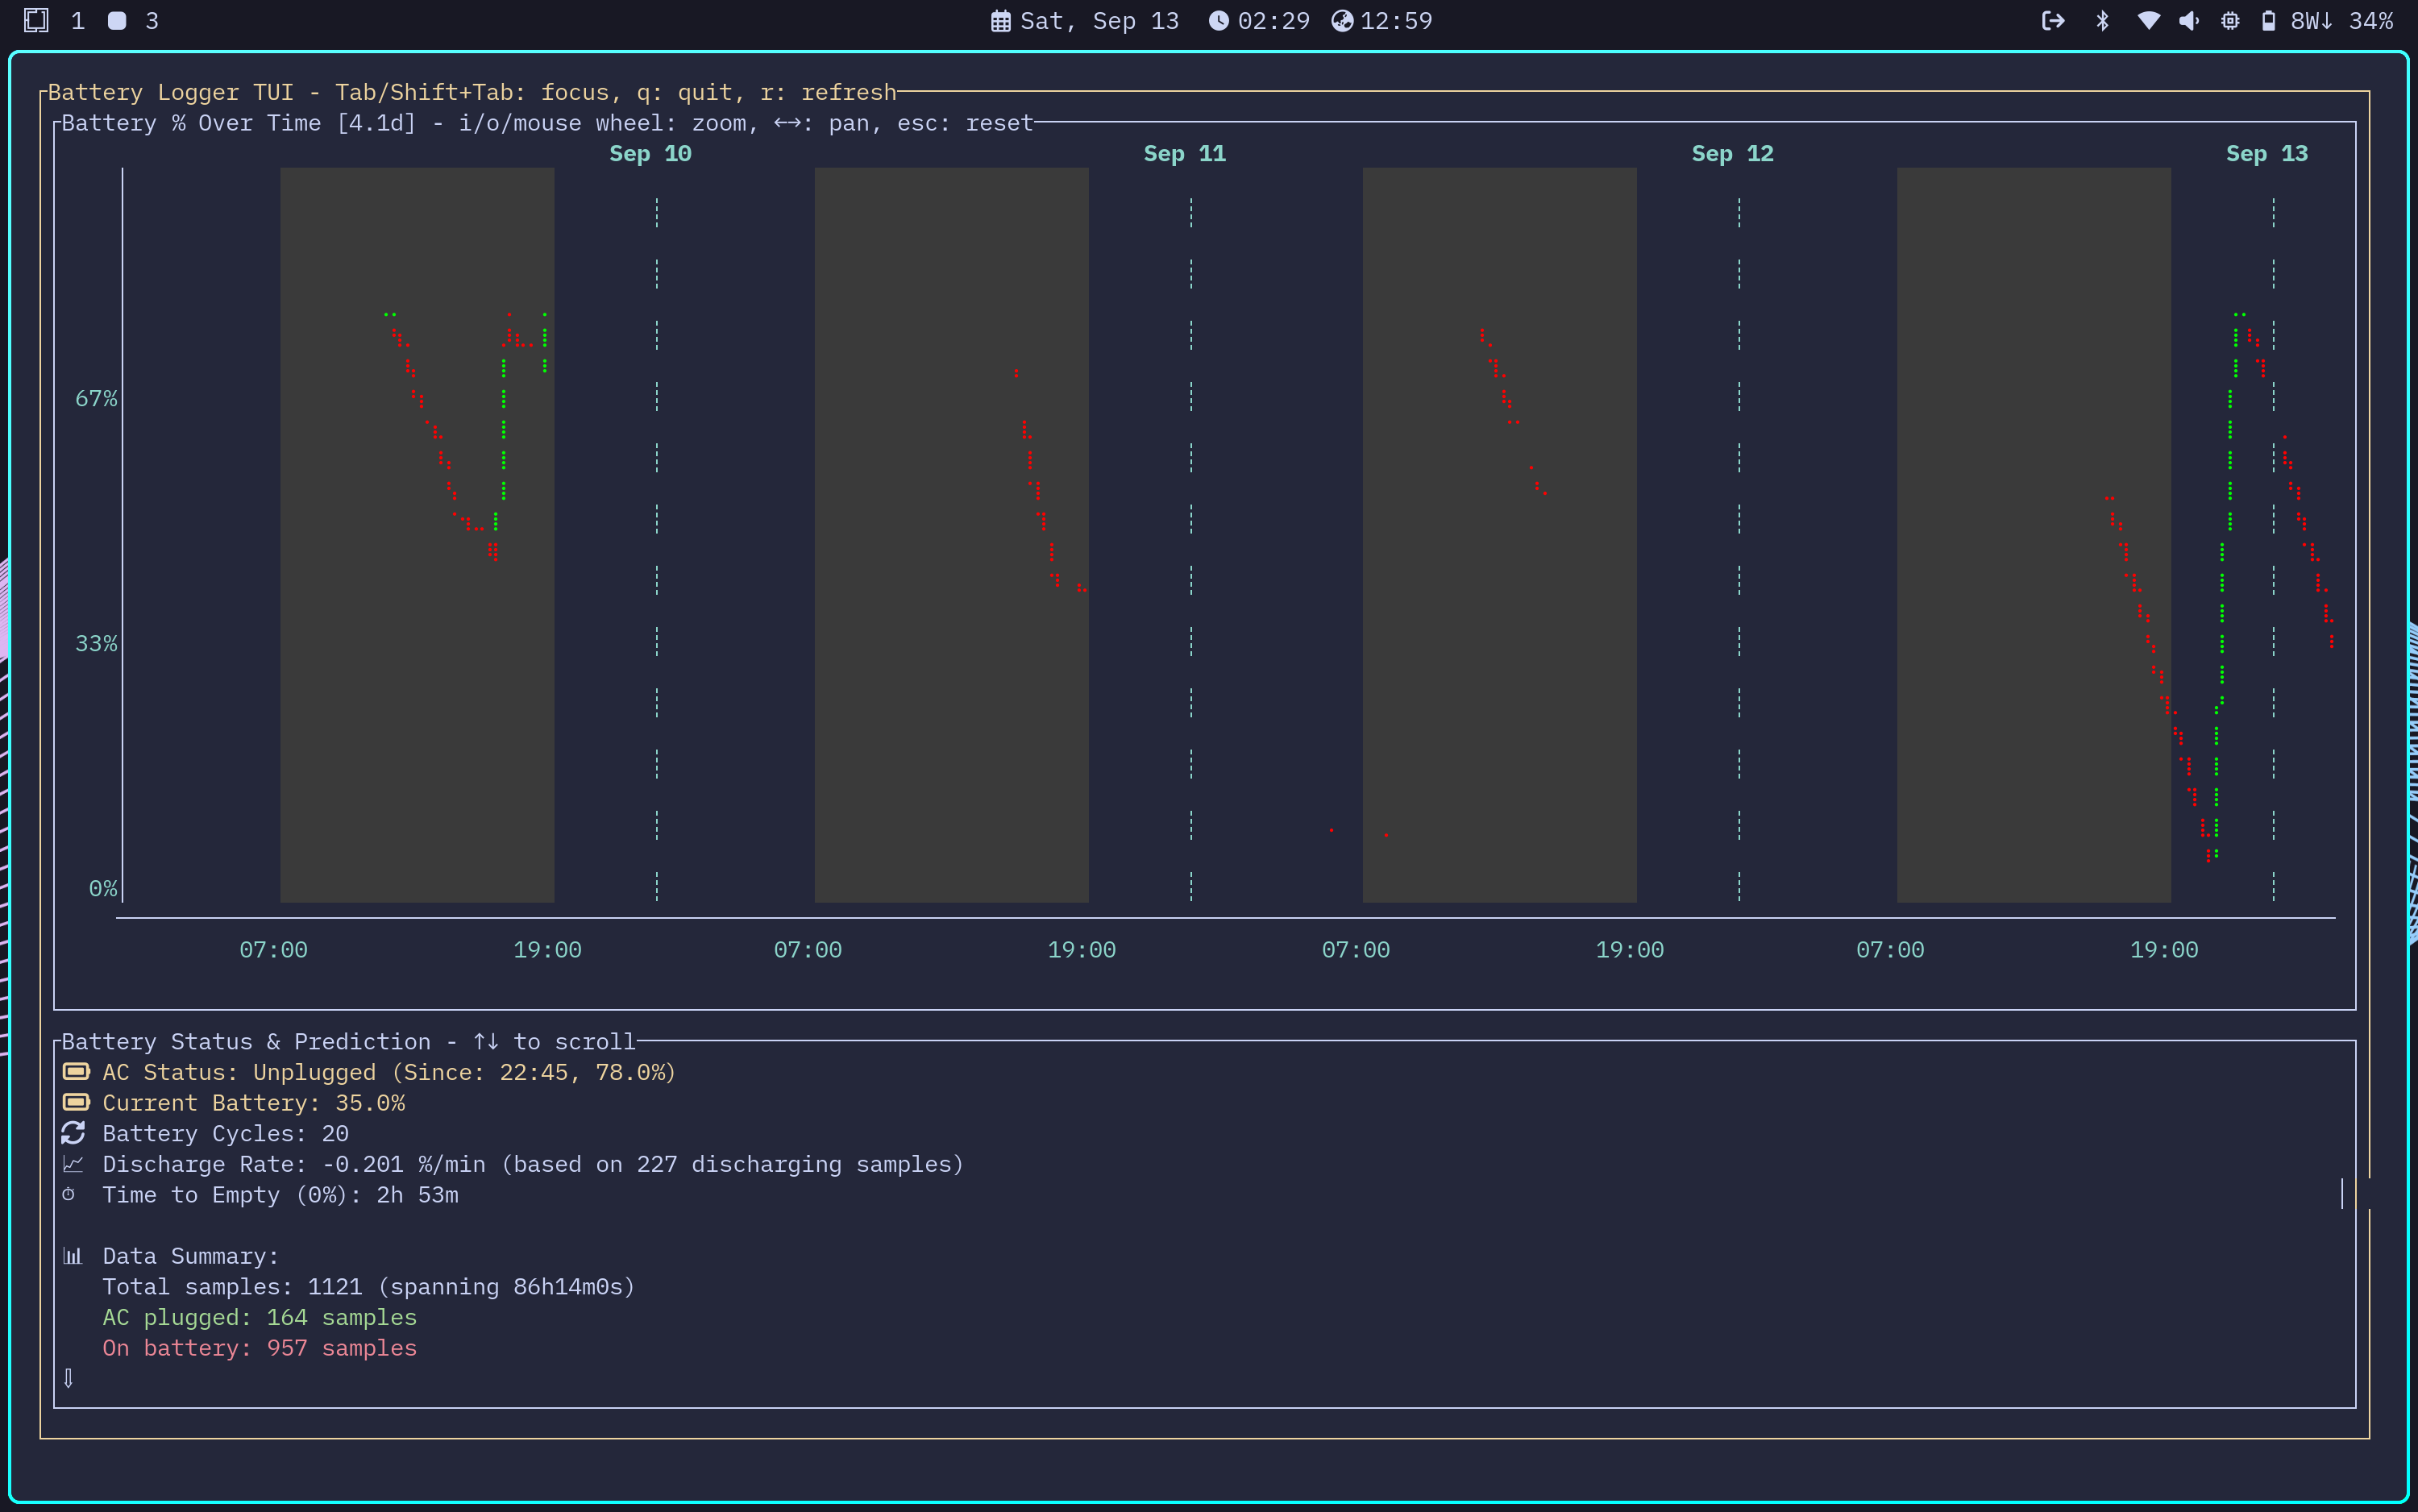 1 3 Sat, Sep 13 02:29 12:59 8W↓ 34%
Battery Logger TUI - Tab/Shift+Tab: focus, q: quit, r: refresh
Battery % Over Time [4.1d] - i/o/mouse wheel: zoom, ←→: pan, esc: reset
Sep 10 Sep 11 Sep 12 Sep 13
67%
33%
0%
07:00 19:00 07:00 19:00 07:00 19:00 07:00 19:00
Battery Status & Prediction - ↑↓ to scroll
AC Status: Unplugged (Since: 22:45, 78.0%)
Current Battery: 35.0%
Battery Cycles: 20
Discharge Rate: -0.201 %/min (based on 227 discharging samples)
Time to Empty (0%): 2h 53m
Data Summary:
Total samples: 1121 (spanning 86h14m0s)
AC plugged: 164 samples
On battery: 957 samples